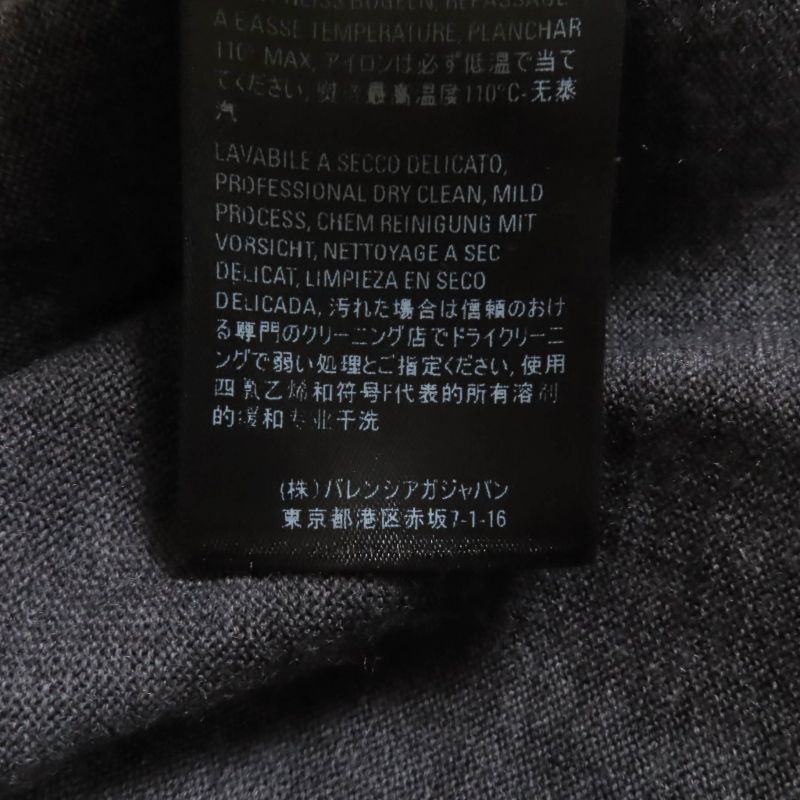 HEISS BÜGELN, REPASSAGE
A BASSE TEMPERATURE, PLANCHAR
110° MAX, アイロンは必ず低温で当て
てください, 熨 最高温度110°C-无蒸
汽
LAVABILE A SECCO DELICATO,
PROFESSIONAL DRY CLEAN, MILD
PROCESS, CHEM REINIGUNG MIT
VORSICHT, NETTOYAGE A SEC
DELICAT, LIMPIEZA EN SECO
DELICADA, 汚れた場合は信頼のおけ
る専門のクリーニング店でドライクリーニ
ングで弱い処理とご指定ください, 使用
四氯乙烯和符号F代表的所有溶剂
的缓和专业干洗
(株)バレンシアガジャパン
東京都港区赤坂7-1-16